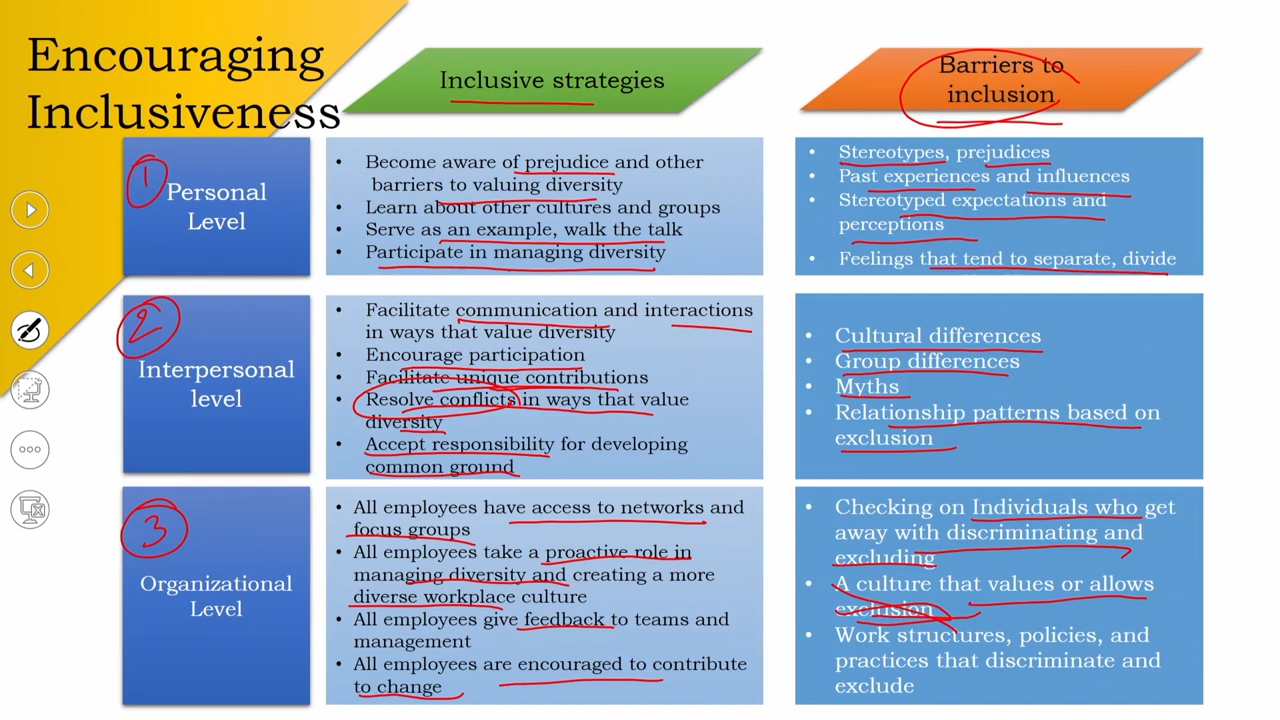 Encouraging
Inclusiveness
Inclusive strategies
Barriers to
inclusion
1
Personal
Level
• Become aware of prejudice and other
barriers to valuing diversity
• Learn about other cultures and groups
• Serve as an example, walk the talk
• Participate in managing diversity
• Stereotypes, prejudices
• Past experiences and influences
• Stereotyped expectations and
perceptions
• Feelings that tend to separate, divide
2
Interpersonal
level
• Facilitate communication and interactions
in ways that value diversity
• Encourage participation
• Facilitate unique contributions
• Resolve conflicts in ways that value
diversity
• Accept responsibility for developing
common ground
• Cultural differences
• Group differences
• Myths
• Relationship patterns based on
exclusion
3
Organizational
Level
• All employees have access to networks and
focus groups
• All employees take a proactive role in
managing diversity and creating a more
diverse workplace culture
• All employees give feedback to teams and
management
• All employees are encouraged to contribute
to change
• Checking on Individuals who get
away with discriminating and
excluding
• A culture that values or allows
exclusion
• Work structures, policies, and
practices that discriminate and
exclude